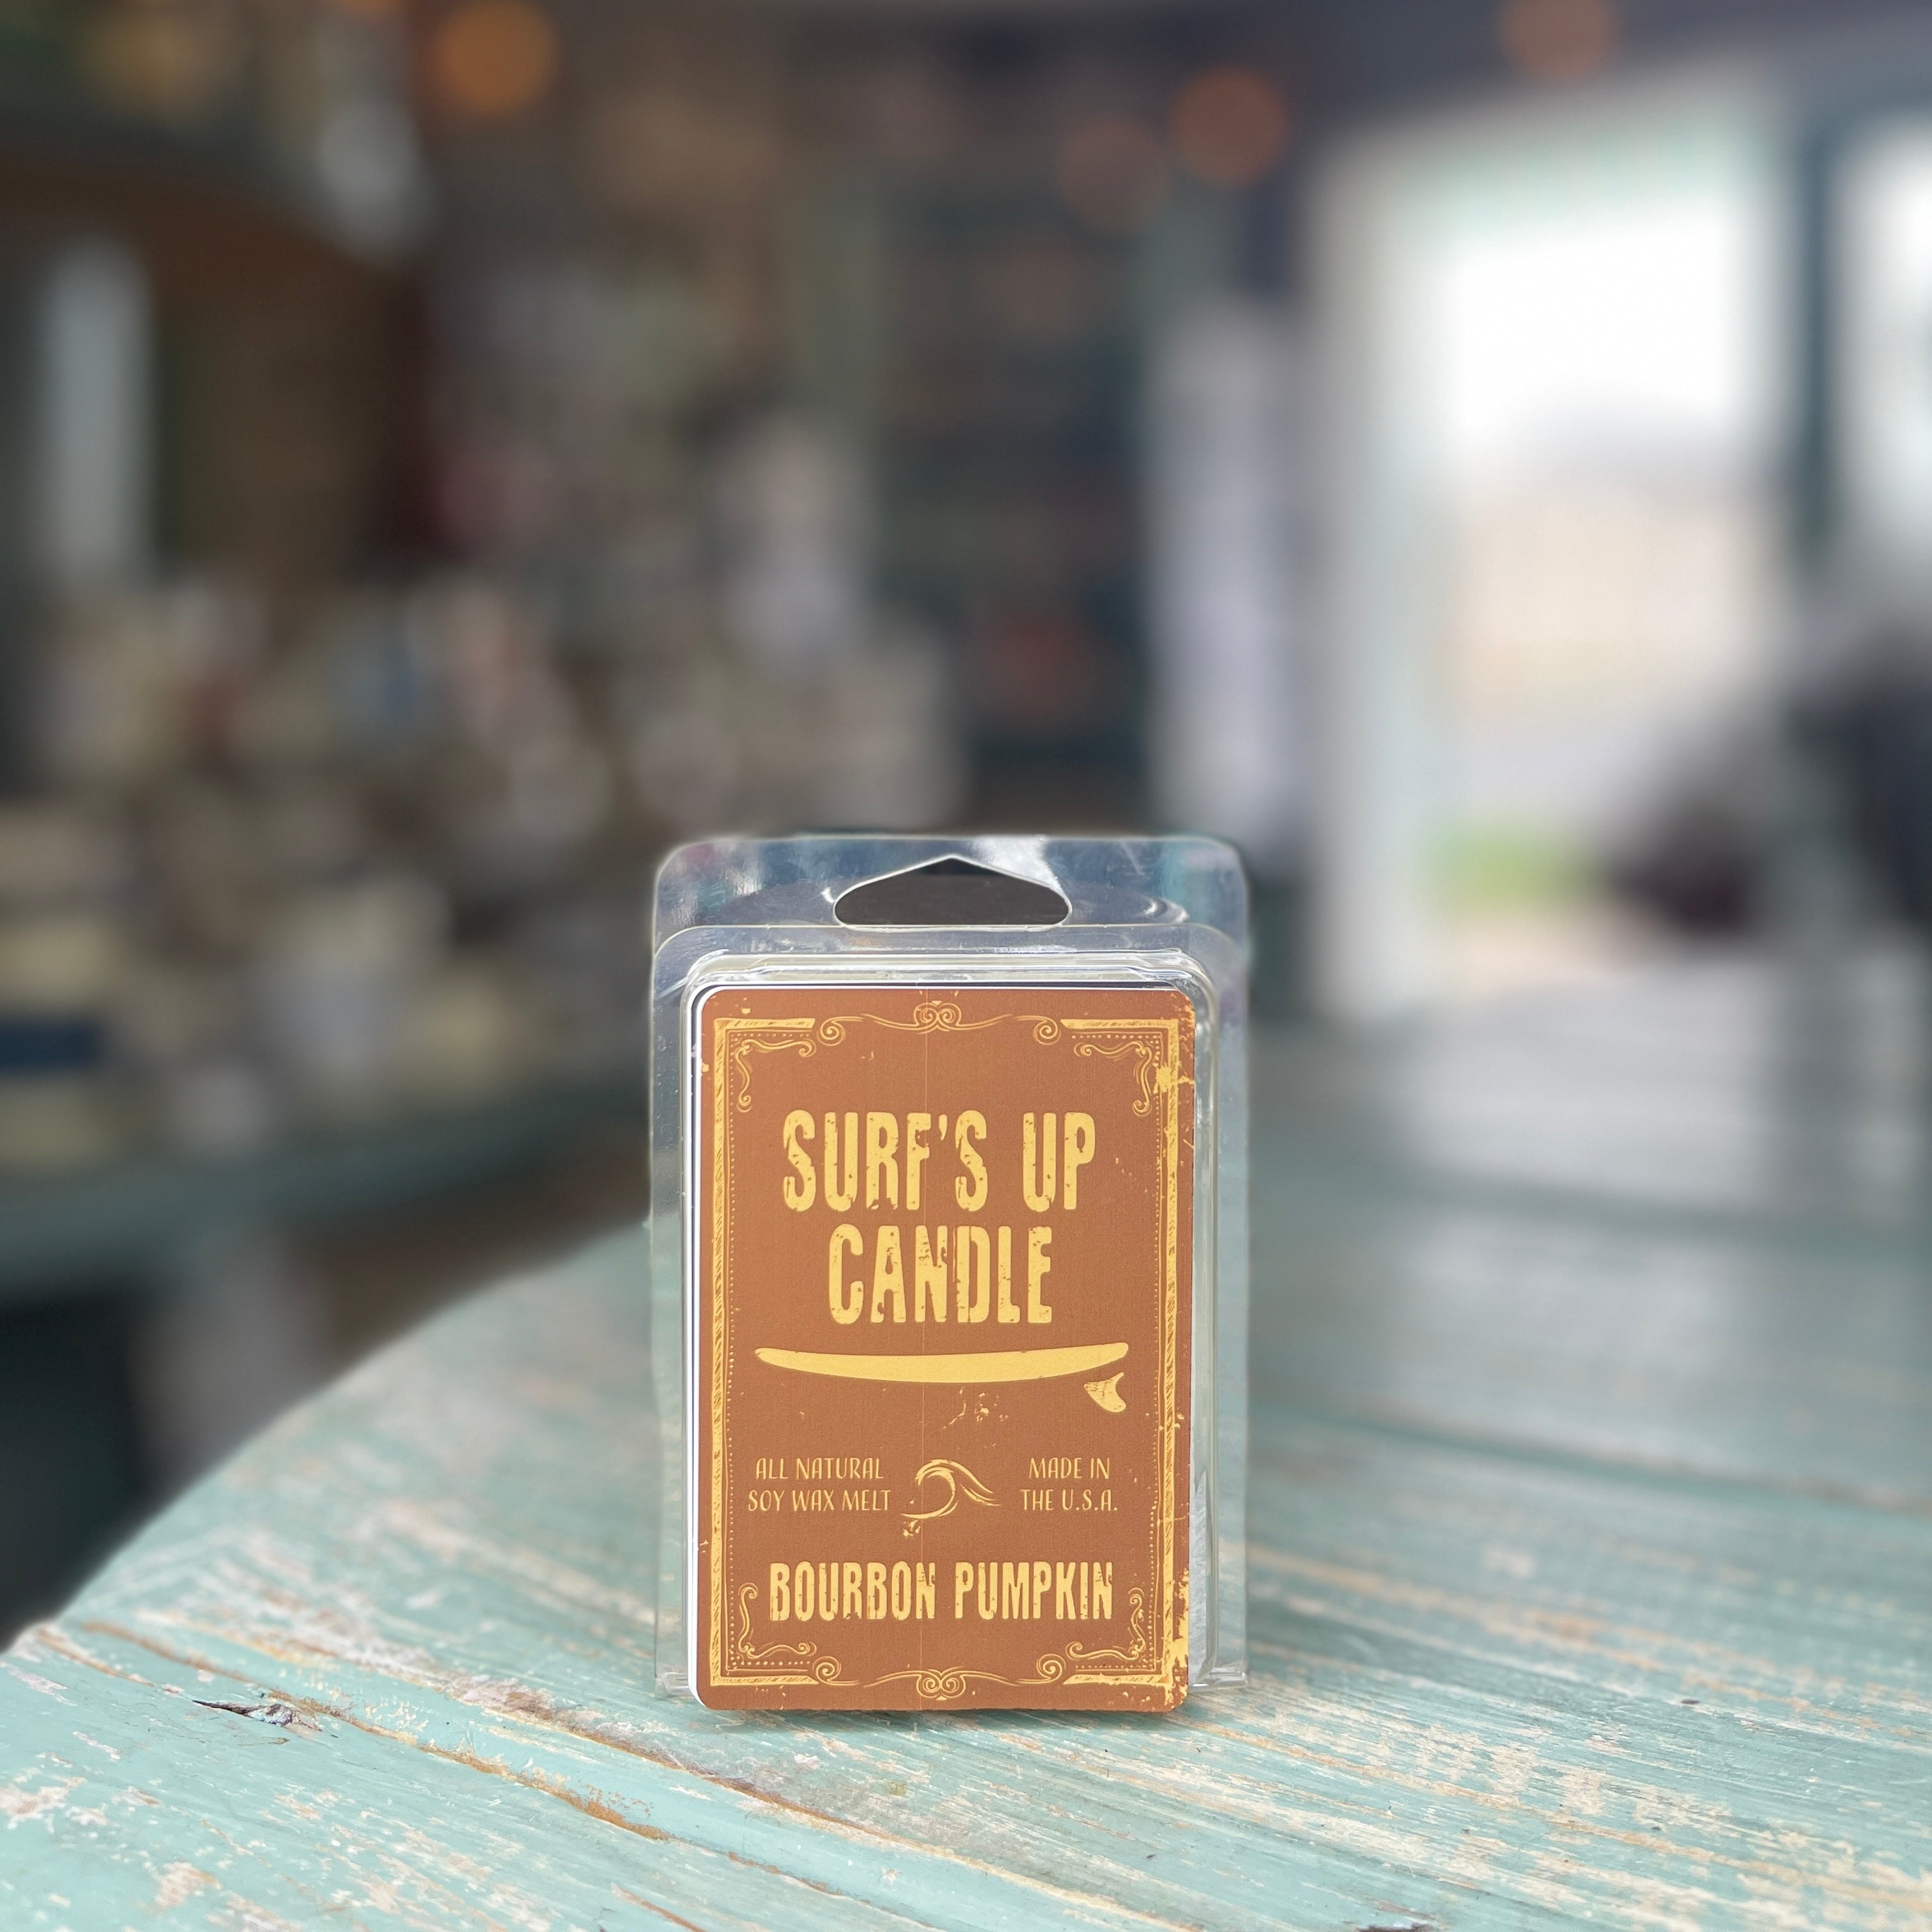 SURF'S UP
CANDLE
ALL NATURAL
SOY WAX MELT
MADE IN
THE U.S.A.
BOURBON PUMPKIN